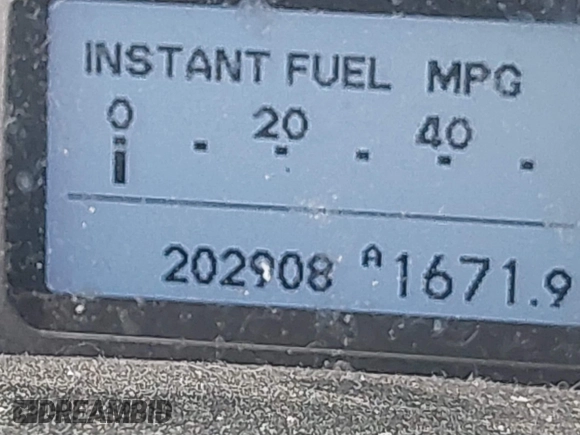 INSTANT FUEL MPG
0 20 40
202908 A 1671.9
DREAMBID